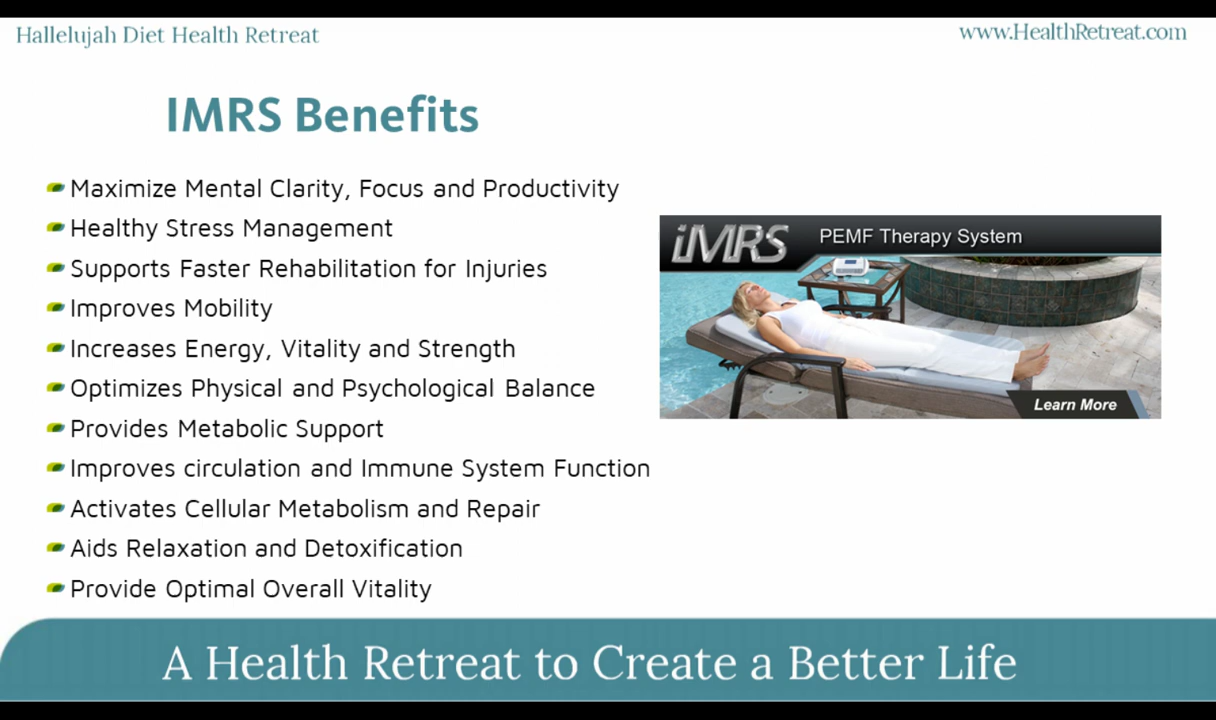 Hallelujah Diet Health Retreat
www.HealthRetreat.com
IMRS Benefits
Maximize Mental Clarity, Focus and Productivity
Healthy Stress Management
Supports Faster Rehabilitation for Injuries
Improves Mobility
Increases Energy, Vitality and Strength
Optimizes Physical and Psychological Balance
Provides Metabolic Support
Improves circulation and Immune System Function
Activates Cellular Metabolism and Repair
Aids Relaxation and Detoxification
Provide Optimal Overall Vitality
iMRS PEMF Therapy System
Learn More
A Health Retreat to Create a Better Life